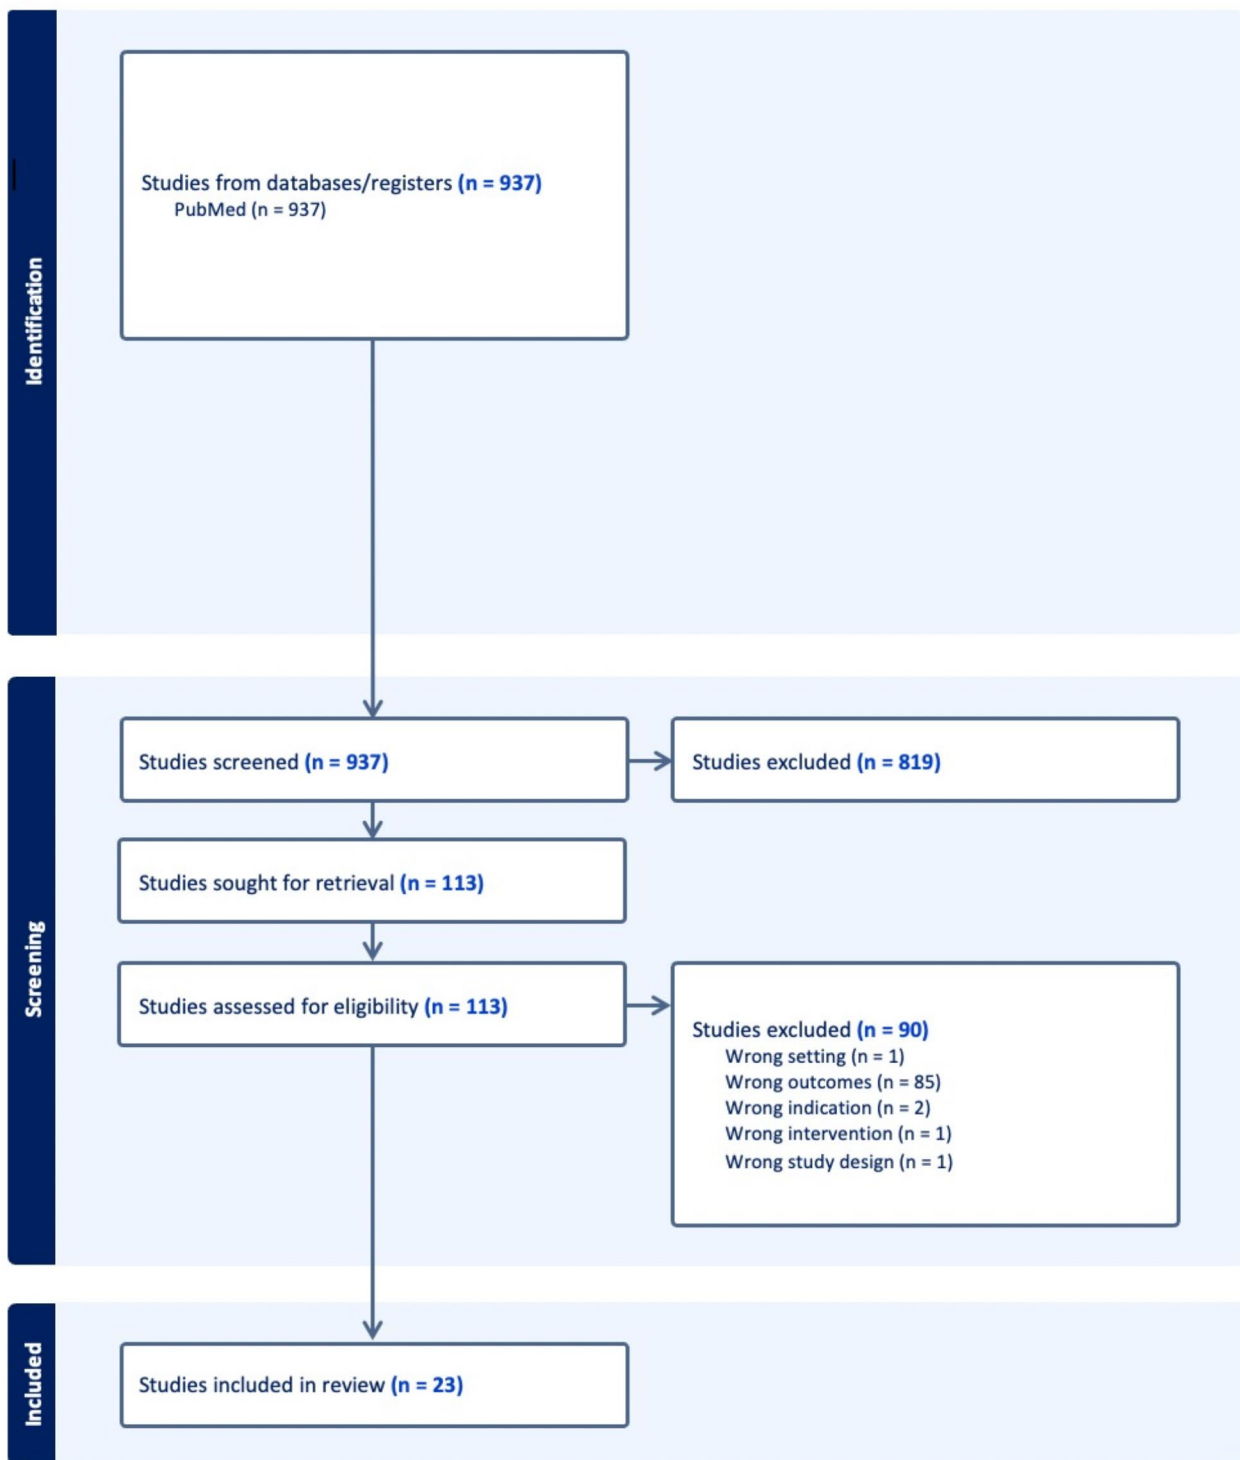 Identification
Studies from databases/registers (n = 937)
PubMed (n = 937)
Screening
Studies screened (n = 937)
Studies excluded (n = 819)
Studies sought for retrieval (n = 113)
Studies assessed for eligibility (n = 113)
Studies excluded (n = 90)
Wrong setting (n = 1)
Wrong outcomes (n = 85)
Wrong indication (n = 2)
Wrong intervention (n = 1)
Wrong study design (n = 1)
Included
Studies included in review (n = 23)